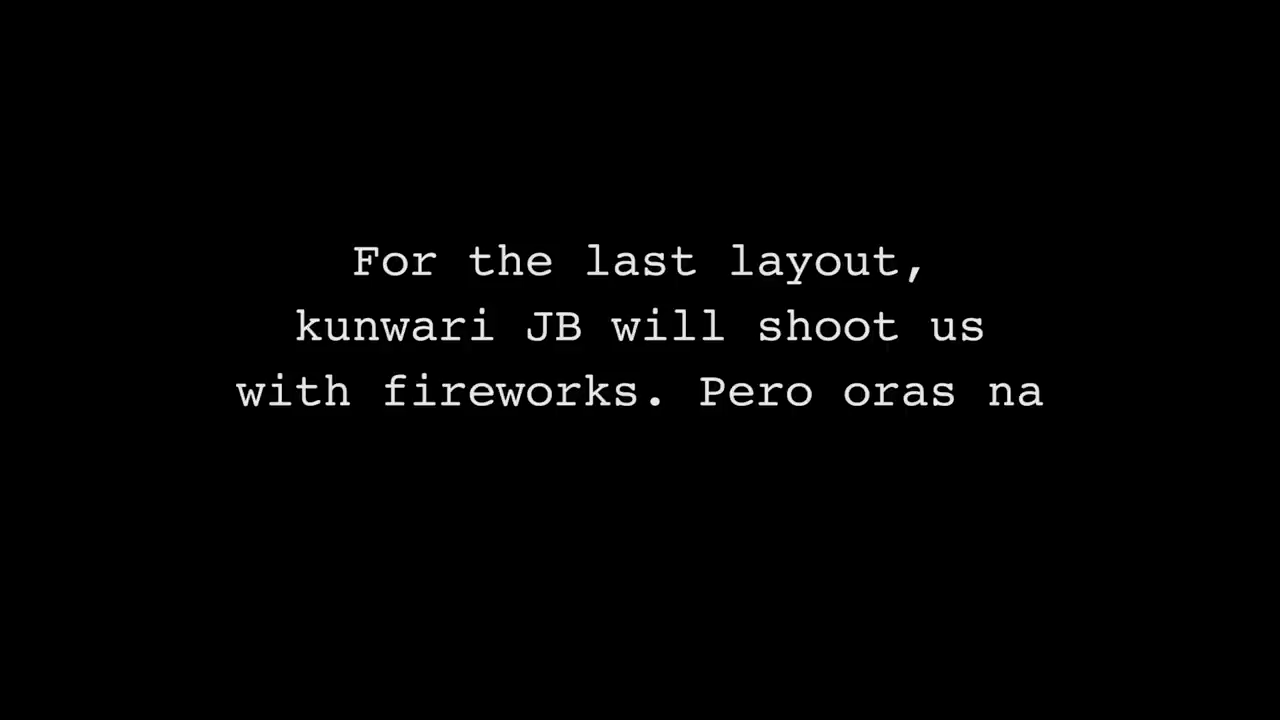 For the last layout,
kunwari JB will shoot us
with fireworks. Pero oras na